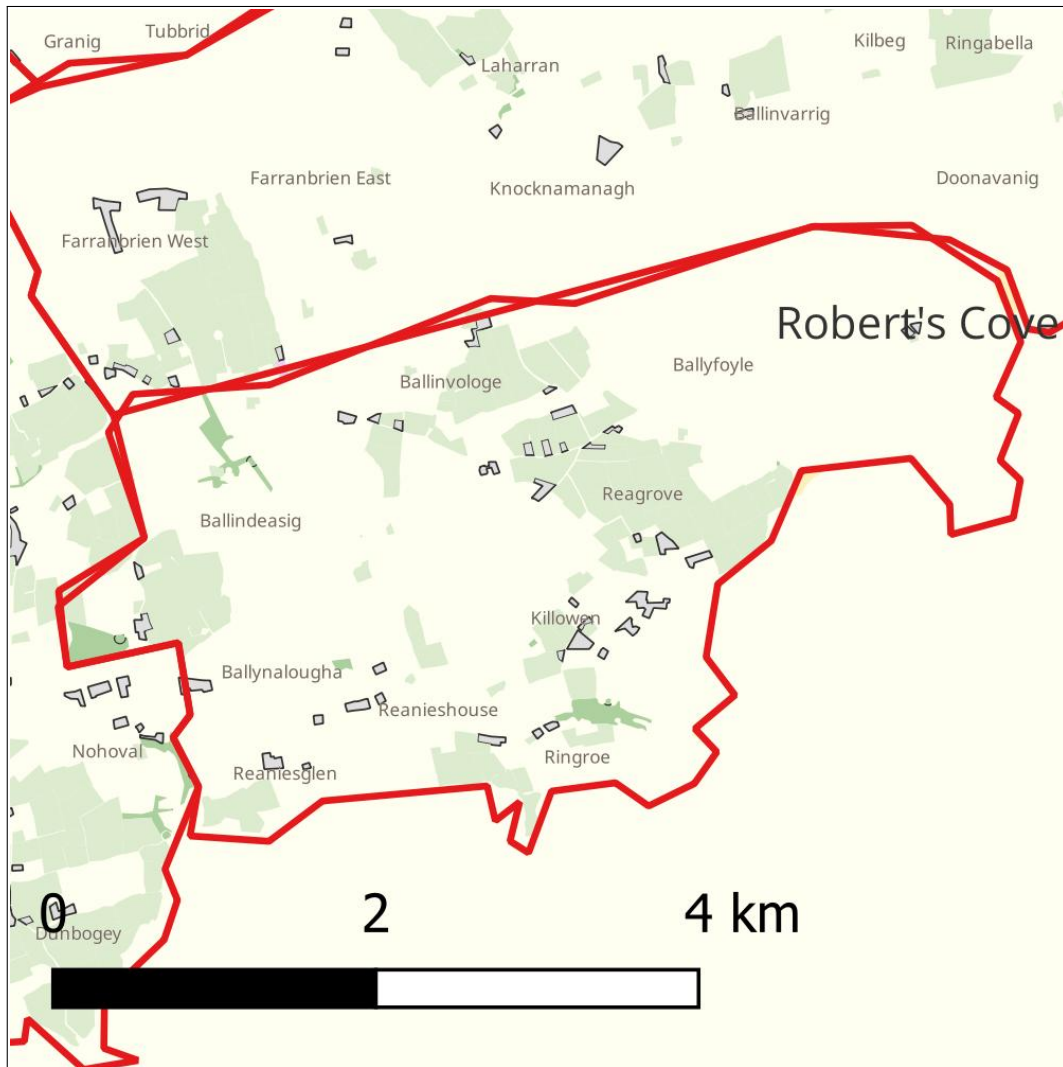 Tubbrid
Granig
Kilbeg
Ringabella
Laharran
Ballinvarrig
Farranbrien East
Knocknamanagh
Doonavanig
Farranbrien West
Robert's Cove
Ballyfoyle
Ballinvologe
Reagrove
Ballindeasig
Killowen
Ballynalougha
Reanieshouse
Nohoval
Ringroe
Reaniesglen
0 2 4 km
Dunbogey